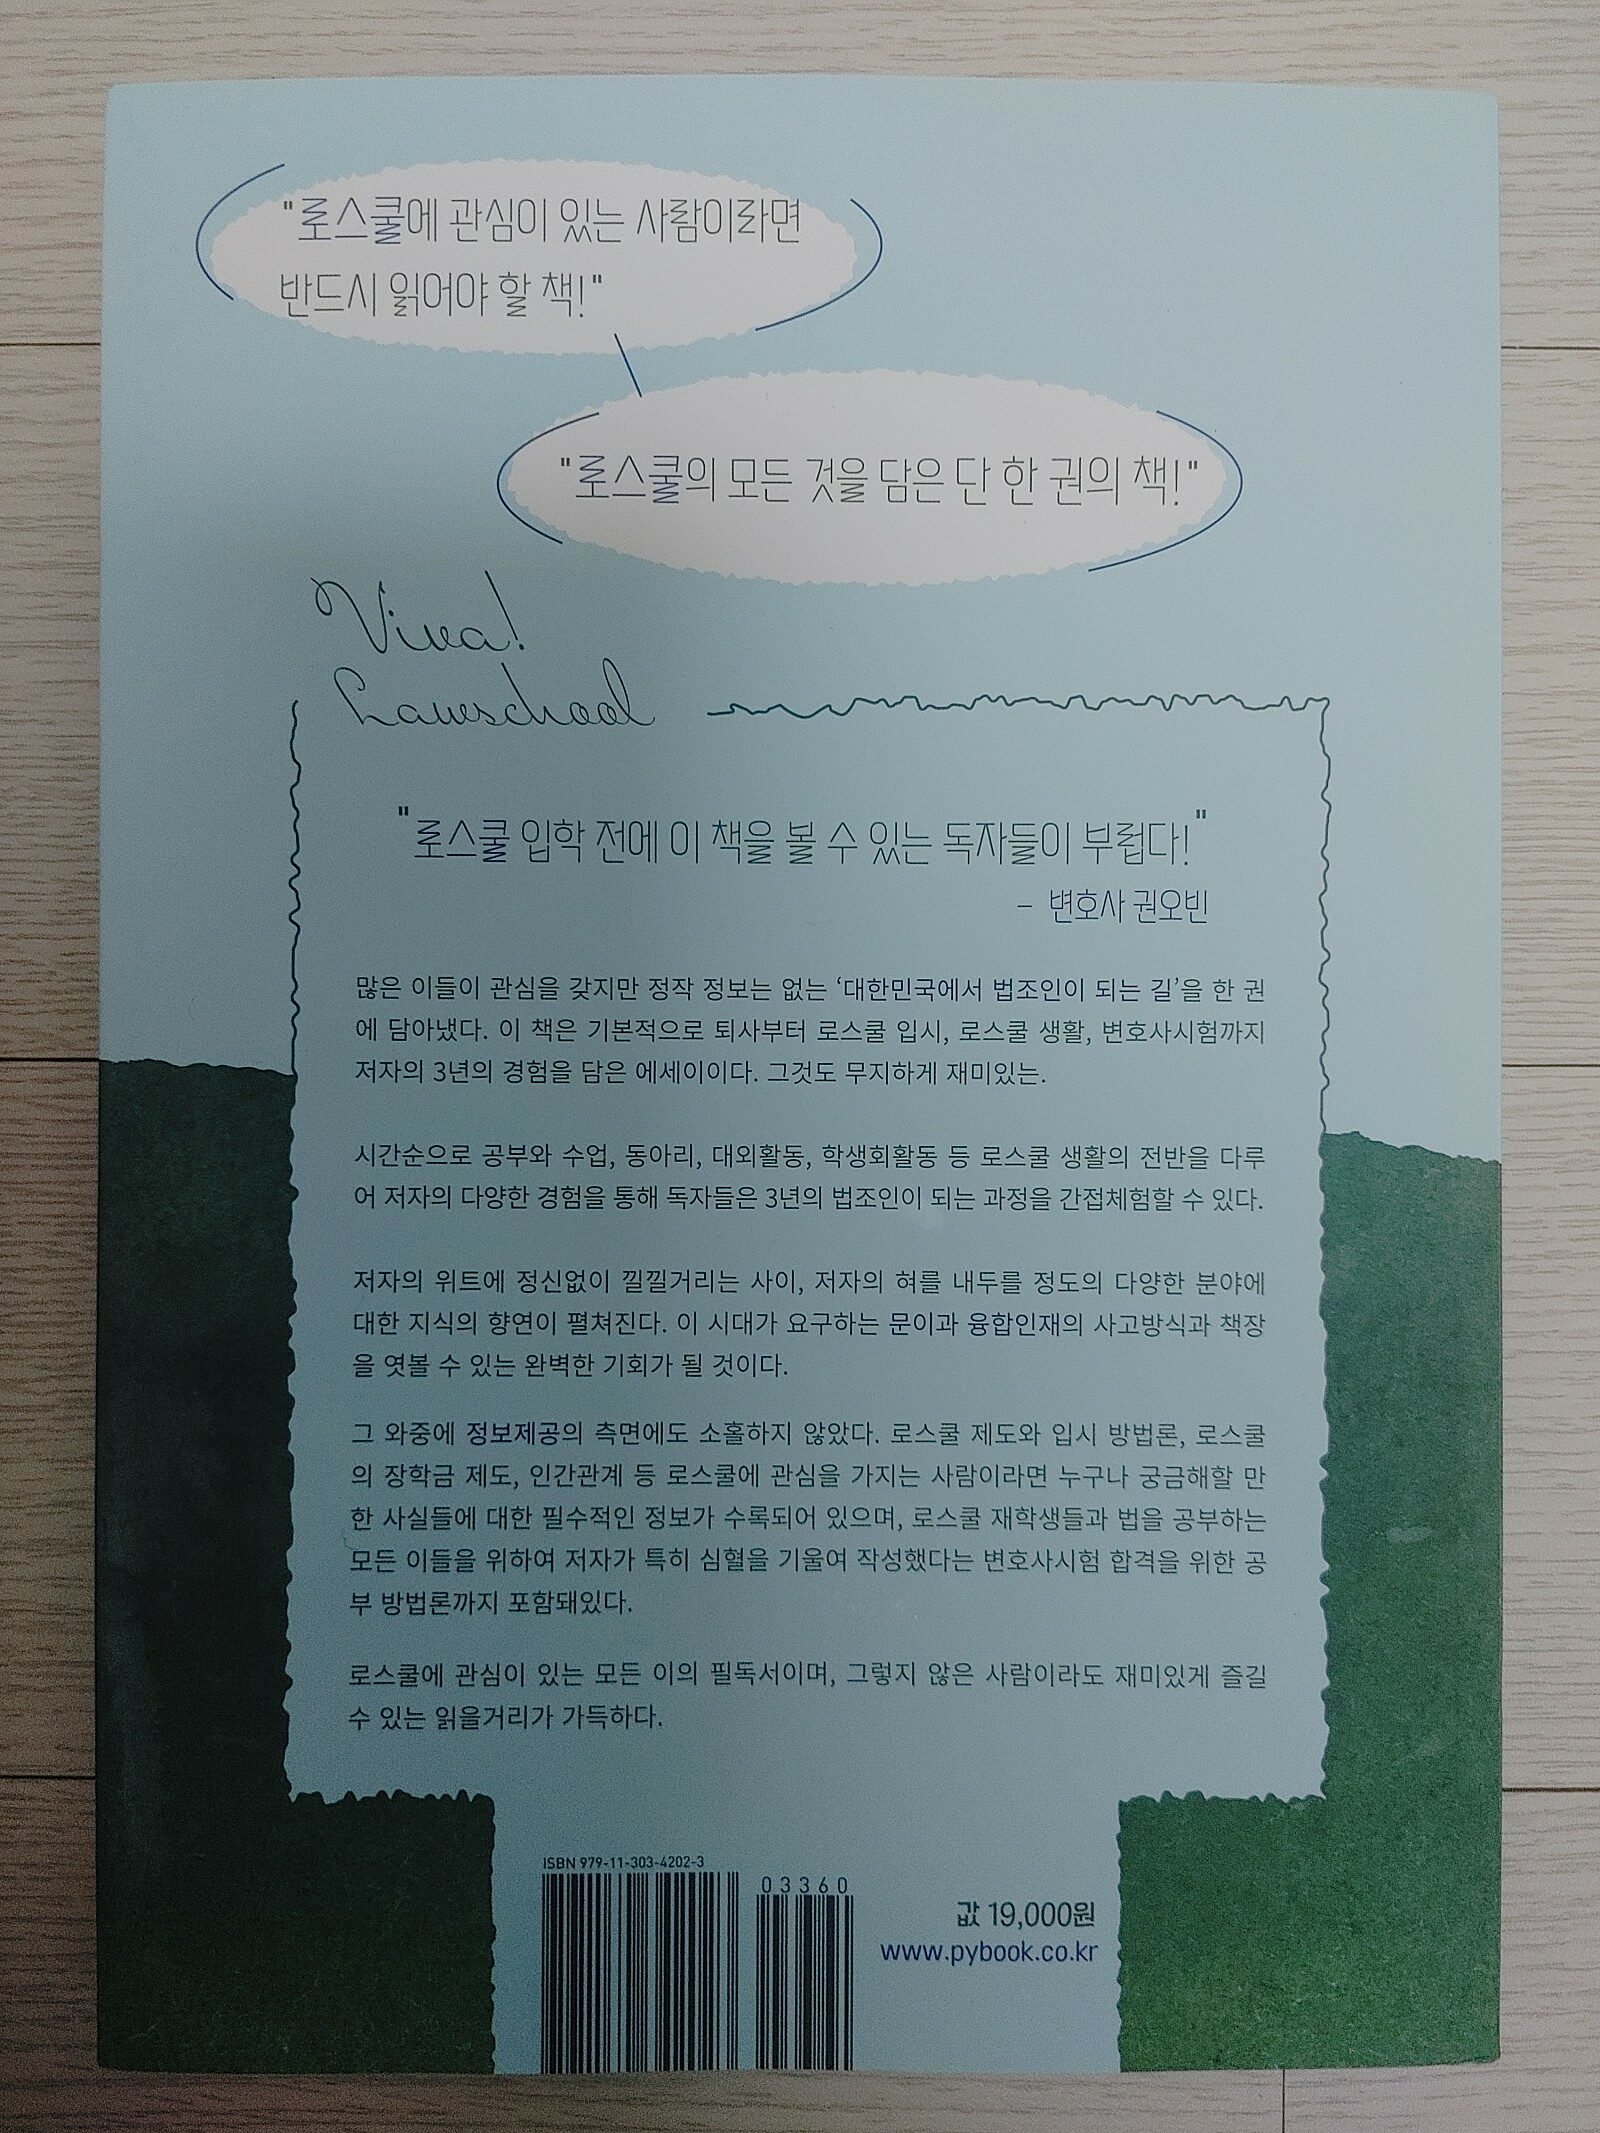 "로스쿨에 관심이 있는 사람이라면
반드시 읽어야 할 책!"
"로스쿨의 모든 것을 담은 단 한 권의 책!"
Viva!
Lawschool
"로스쿨 입학 전에 이 책을 볼 수 있는 독자들이 부럽다!"
- 변호사 권오빈
많은 이들이 관심을 갖지만 정작 정보는 없는 ‘대한민국에서 법조인이 되는 길’을 한 권
에 담아냈다. 이 책은 기본적으로 퇴사부터 로스쿨 입시, 로스쿨 생활, 변호사시험까지
저자의 3년의 경험을 담은 에세이이다. 그것도 무지하게 재미있는.
시간순으로 공부와 수업, 동아리, 대외활동, 학생회활동 등 로스쿨 생활의 전반을 다루
어 저자의 다양한 경험을 통해 독자들은 3년의 법조인이 되는 과정을 간접체험할 수 있다.
저자의 위트에 정신없이 낄낄거리는 사이, 저자의 혀를 내두를 정도의 다양한 분야에
대한 지식의 향연이 펼쳐진다. 이 시대가 요구하는 문이과 융합인재의 사고방식과 책장
을 엿볼 수 있는 완벽한 기회가 될 것이다.
그 와중에 정보제공의 측면에도 소홀하지 않았다. 로스쿨 제도와 입시 방법론, 로스쿨
의 장학금 제도, 인간관계 등 로스쿨에 관심을 가지는 사람이라면 누구나 궁금해할 만
한 사실들에 대한 필수적인 정보가 수록되어 있으며, 로스쿨 재학생들과 법을 공부하는
모든 이들을 위하여 저자가 특히 심혈을 기울여 작성했다는 변호사시험 합격을 위한 공
부 방법론까지 포함돼있다.
로스쿨에 관심이 있는 모든 이의 필독서이며, 그렇지 않은 사람이라도 재미있게 즐길
수 있는 읽을거리가 가득하다.
ISBN 979-11-303-4202-3
03360
값 19,000원
www.pybook.co.kr